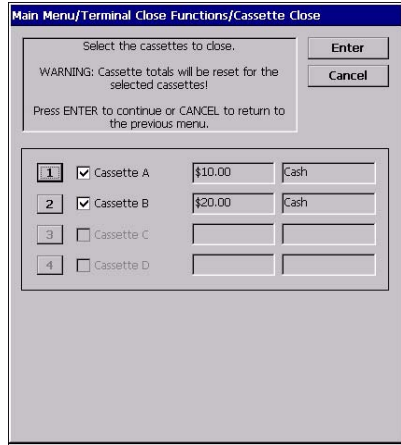 Main Menu/Terminal Close Functions/Cassette Close
Select the cassettes to close.
WARNING: Cassette totals will be reset for the
selected cassettes!
Press ENTER to continue or CANCEL to return to
the previous menu.
Enter
Cancel
1 Cassette A $10.00 Cash
2 Cassette B $20.00 Cash
3 Cassette C
4 Cassette D